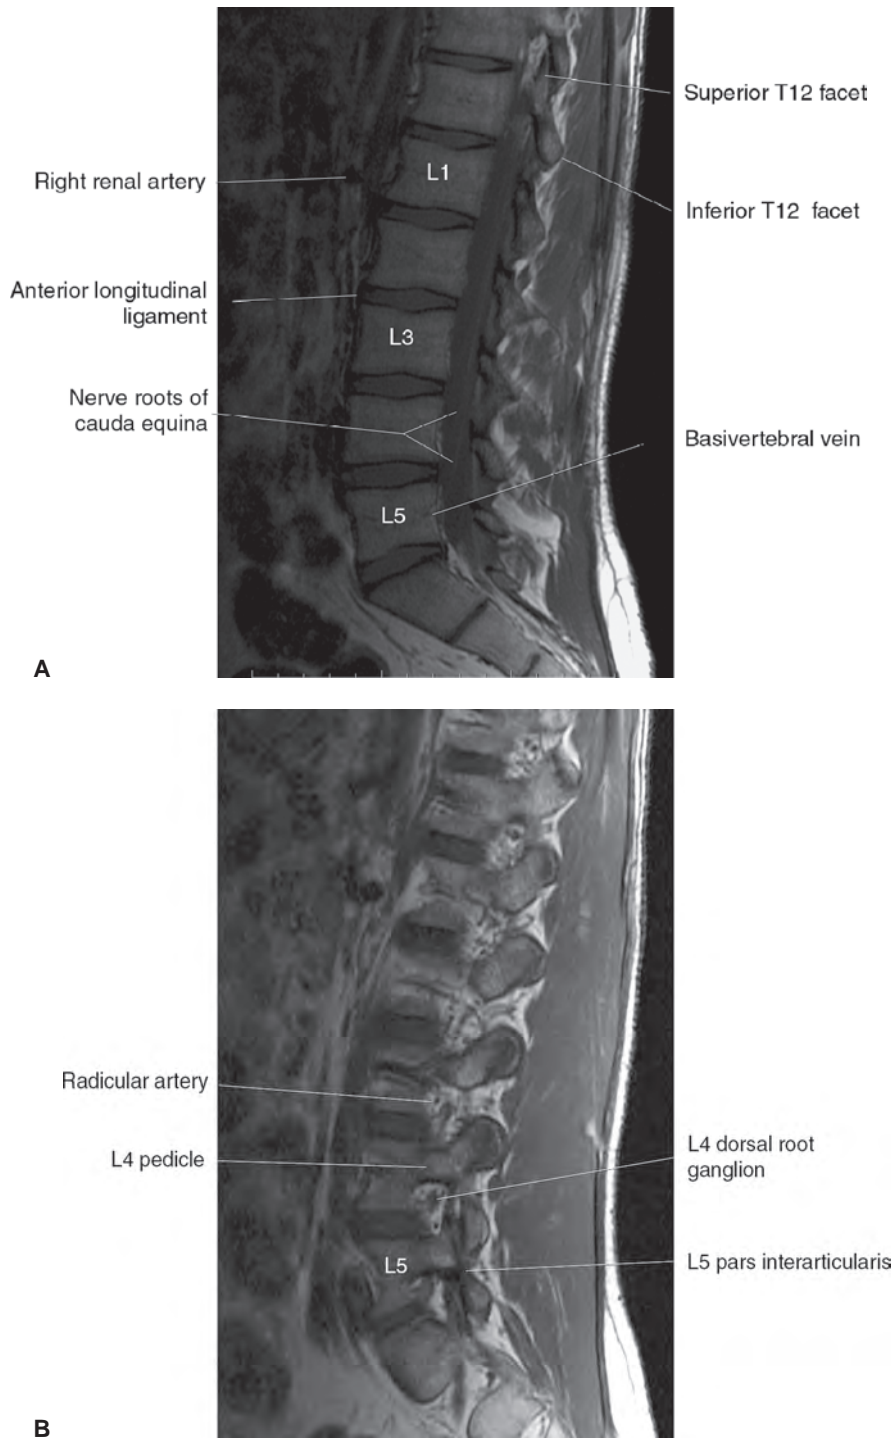 Superior T12 facet
L1
Right renal artery
Inferior T12 facet
Anterior longitudinal
ligament
L3
Nerve roots of
cauda equina
Basivertebral vein
L5
A
Radicular artery
L4 pedicle
L4 dorsal root
ganglion
L5
L5 pars interarticularis
B